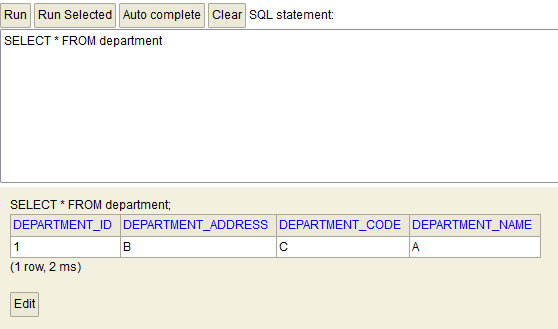 Run Run Selected Auto complete Clear SQL statement:
SELECT * FROM department
SELECT * FROM department;
DEPARTMENT_ID DEPARTMENT_ADDRESS DEPARTMENT_CODE DEPARTMENT_NAME
1 B C A
(1 row, 2 ms)
Edit